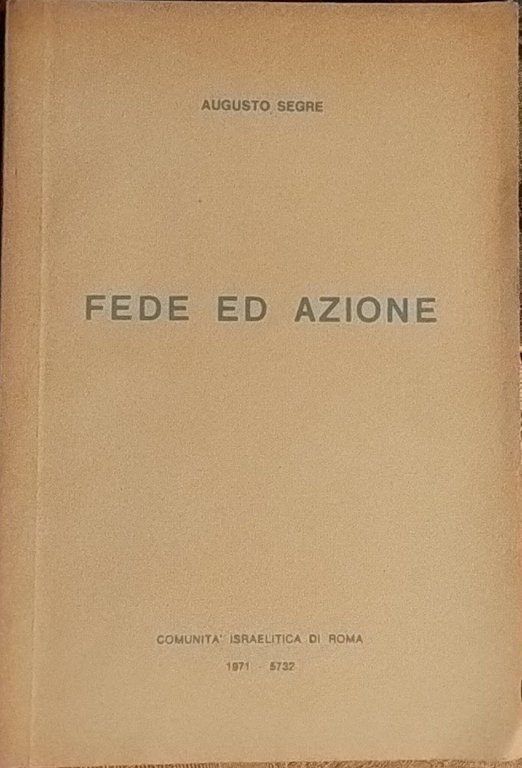 AUGUSTO SEGRE
FEDE ED AZIONE
COMUNITA' ISRAELITICA DI ROMA
1971 - 5732